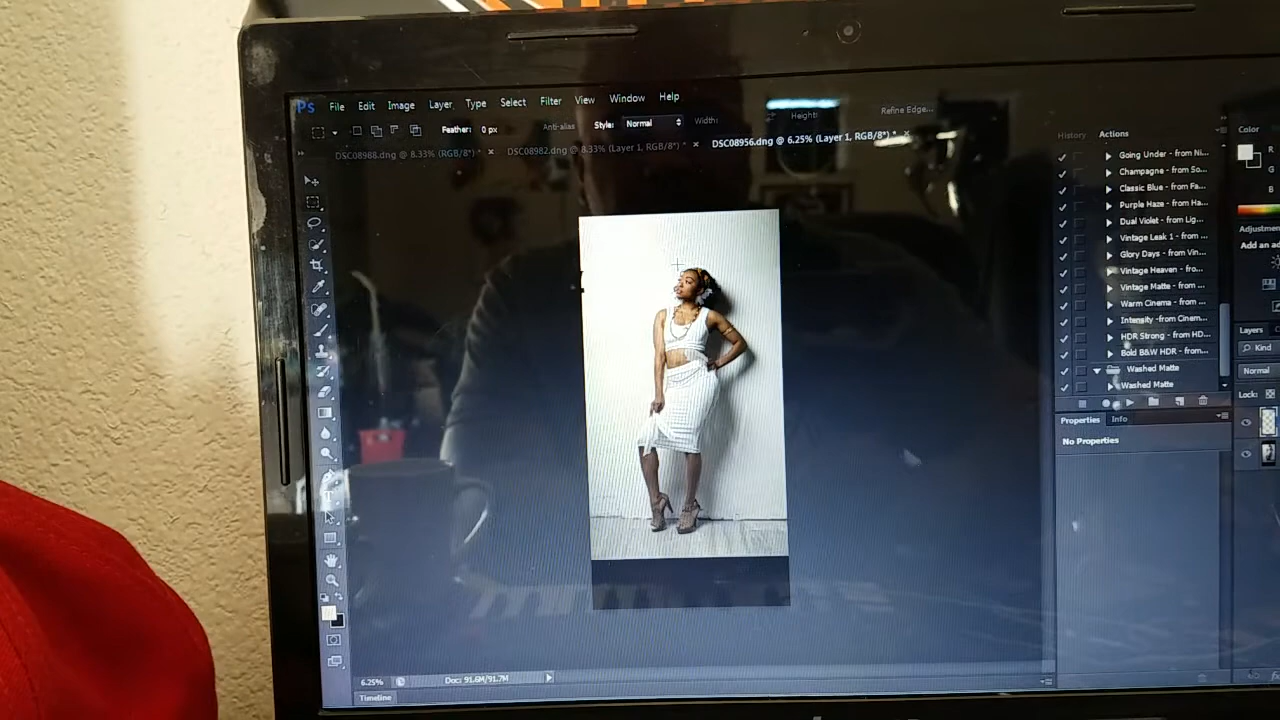 Ps File Edit Image Layer Type Select Filter View Window Help
Feather: 0 px Anti-alias Style: Normal Width: Height: Refine Edge...
DSC08988.dng @ 8.33% (RGB/8*) * × DSC08982.dng @ 8.33% (Layer 1, RGB/8*) * × DSC08956.dng @ 6.25% (Layer 1, RGB/8*) * ×
History Actions
Going Under - from Ni...
Champagne - from So...
Classic Blue - from Fa...
Purple Haze - from Ha...
Dual Violet - from Lig...
Vintage Leak 1 - from ...
Glory Days - from Vin...
Vintage Heaven - fro...
Vintage Matte - from ...
Warm Cinema - from ...
Intensity -from Cinem...
HDR Strong - from HD...
Bold B&W HDR - from...
Washed Matte
Washed Matte
Properties Info
No Properties
Color
R
G
B
Adjustmen
Add an ad
Layers
Kind
Normal
Lock:
6.25% Doc: 91.6M/91.7M
Timeline